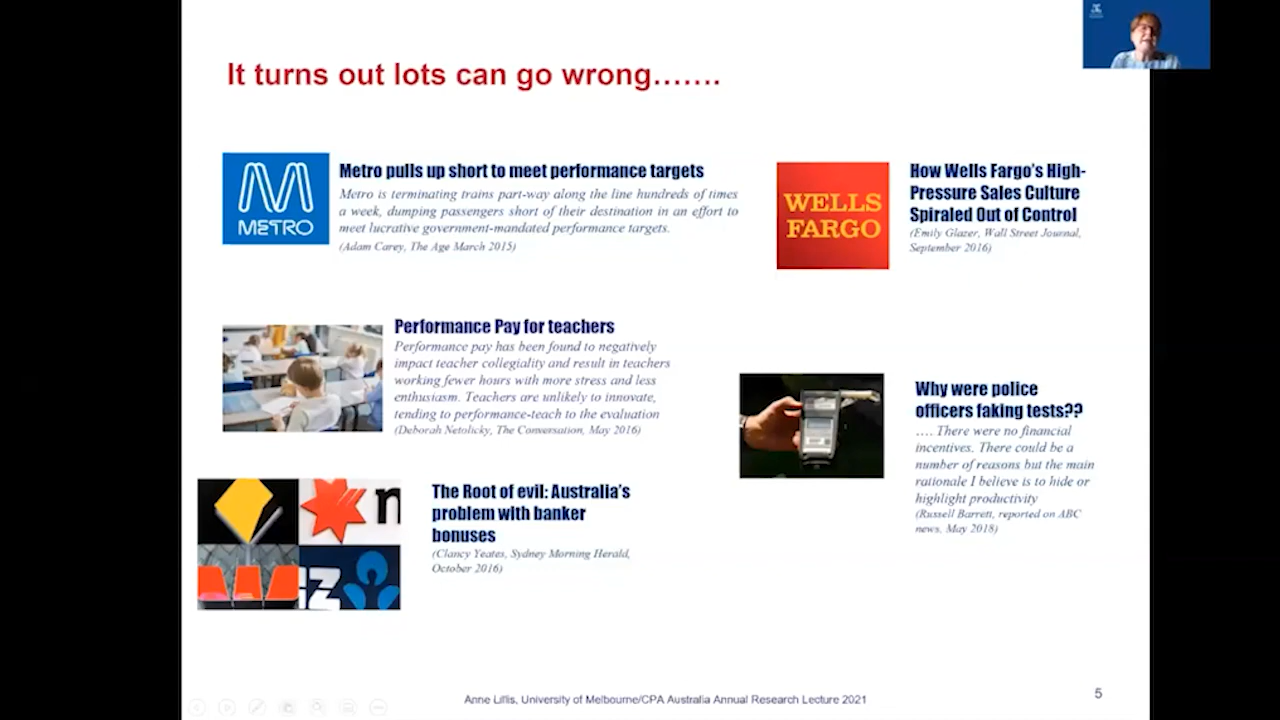 It turns out lots can go wrong.......
METRO
Metro pulls up short to meet performance targets
Metro is terminating trains part-way along the line hundreds of times
a week, dumping passengers short of their destination in an effort to
meet lucrative government-mandated performance targets.
(Adam Carey, The Age March 2015)
WELLS
FARGO
How Wells Fargo's High-
Pressure Sales Culture
Spiraled Out of Control
(Emily Glazer, Wall Street Journal,
September 2016)
Performance Pay for teachers
Performance pay has been found to negatively
impact teacher collegiality and result in teachers
working fewer hours with more stress and less
enthusiasm. Teachers are unlikely to innovate,
tending to performance-teach to the evaluation
(Deborah Netolicky, The Conversation, May 2016)
Why were police
officers faking tests??
.... There were no financial
incentives. There could be a
number of reasons but the main
rationale I believe is to hide or
highlight productivity
(Russell Barrett, reported on ABC
news, May 2018)
n
IZ
The Root of evil: Australia's
problem with banker
bonuses
(Clancy Yeates, Sydney Morning Herald,
October 2016)
Anne Lillis, University of Melbourne/CPA Australia Annual Research Lecture 2021
5